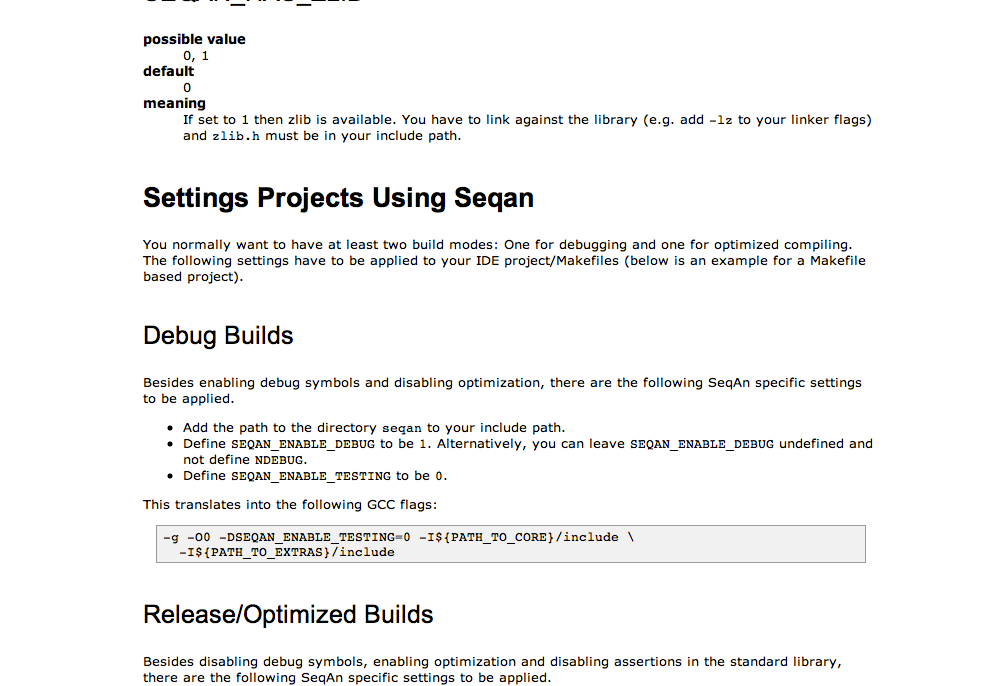 possible value
0, 1
default
0
meaning
If set to 1 then zlib is available. You have to link against the library (e.g. add -lz to your linker flags)
and zlib.h must be in your include path.
Settings Projects Using Seqan
You normally want to have at least two build modes: One for debugging and one for optimized compiling.
The following settings have to be applied to your IDE project/Makefiles (below is an example for a Makefile
based project).
Debug Builds
Besides enabling debug symbols and disabling optimization, there are the following SeqAn specific settings
to be applied.
• Add the path to the directory seqan to your include path.
• Define SEQAN_ENABLE_DEBUG to be 1. Alternatively, you can leave SEQAN_ENABLE_DEBUG undefined and
not define NDEBUG.
• Define SEQAN_ENABLE_TESTING to be 0.
This translates into the following GCC flags:
-g -O0 -DSEQAN_ENABLE_TESTING=0 -I${PATH_TO_CORE}/include \
-I${PATH_TO_EXTRAS}/include
Release/Optimized Builds
Besides disabling debug symbols, enabling optimization and disabling assertions in the standard library,
there are the following SeqAn specific settings to be applied.